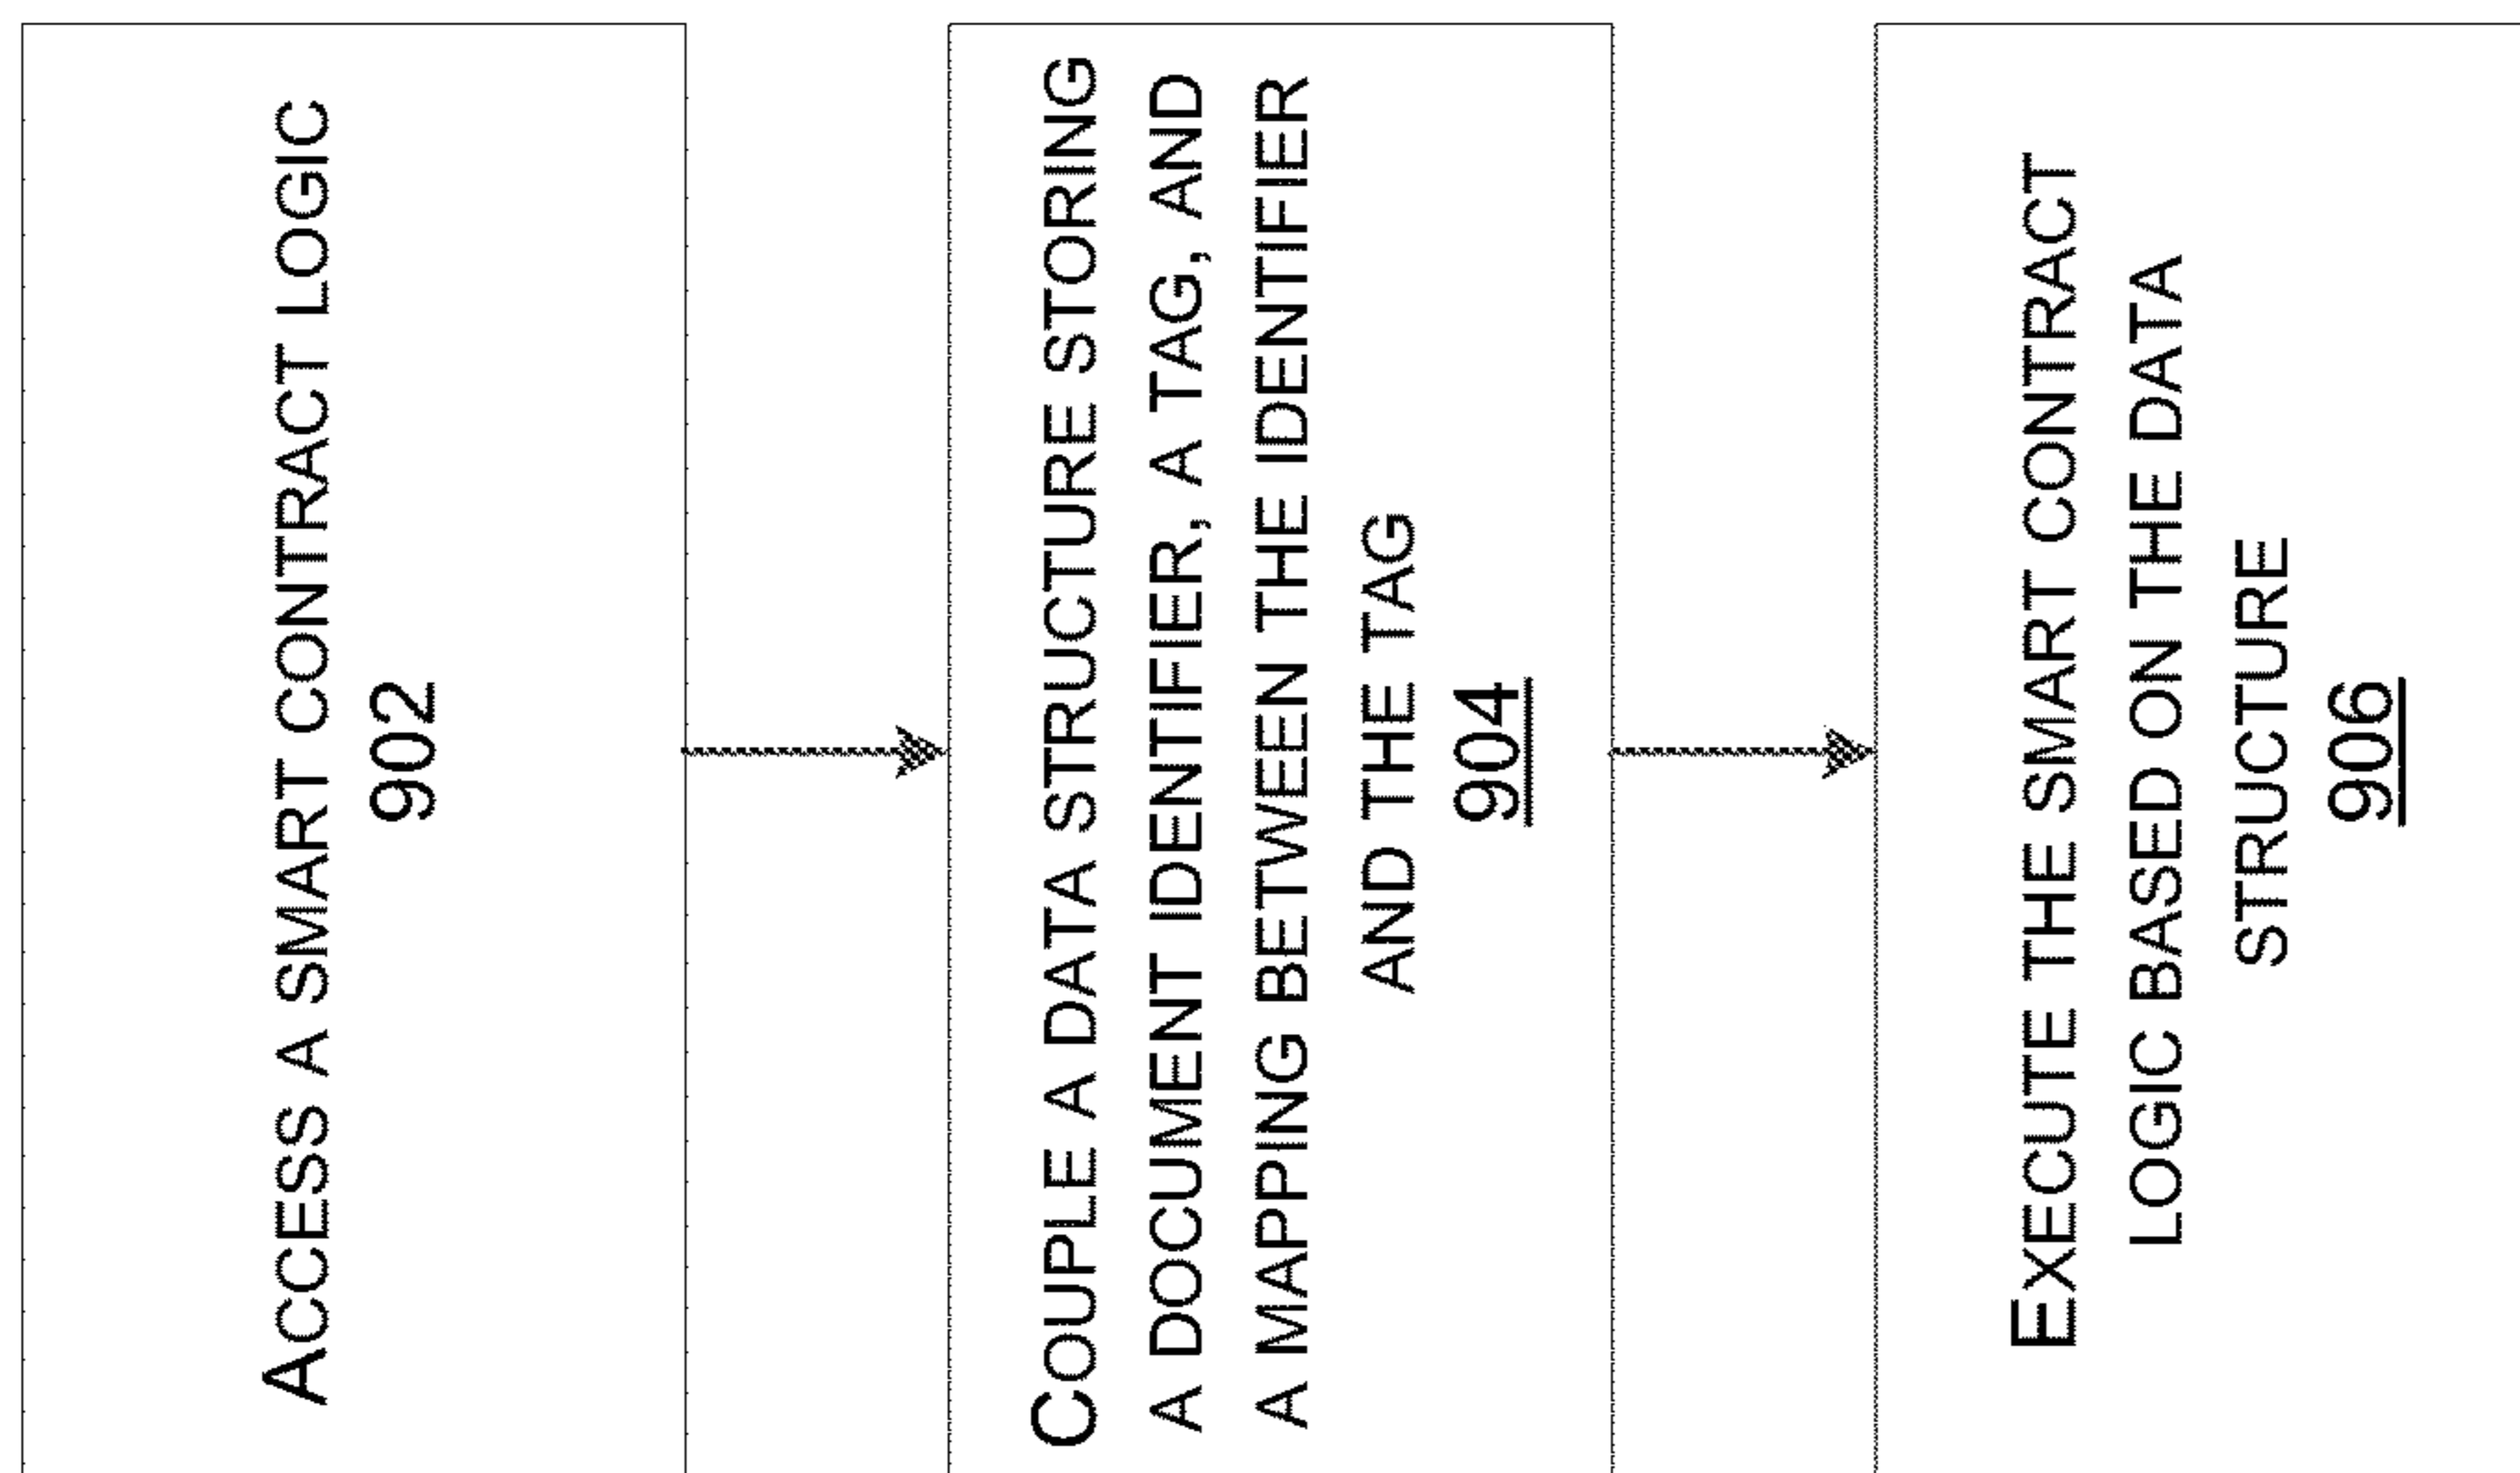 ACCESS A SMART CONTRACT LOGIC
902
COUPLE A DATA STRUCTURE STORING
A DOCUMENT IDENTIFIER, A TAG, AND
A MAPPING BETWEEN THE IDENTIFIER
AND THE TAG
904
EXECUTE THE SMART CONTRACT
LOGIC BASED ON THE DATA
STRUCTURE
906